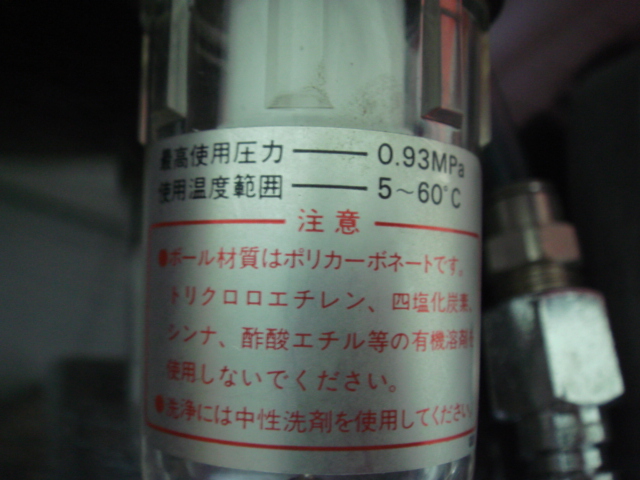 最高使用圧力 —— 0.93MPa
使用温度範囲 —— 5～60°C
注意
●ボール材質はポリカーボネートです。
トリクロロエチレン、四塩化炭素、
シンナ、酢酸エチル等の有機溶剤を
使用しないでください。
●洗浄には中性洗剤を使用してください。